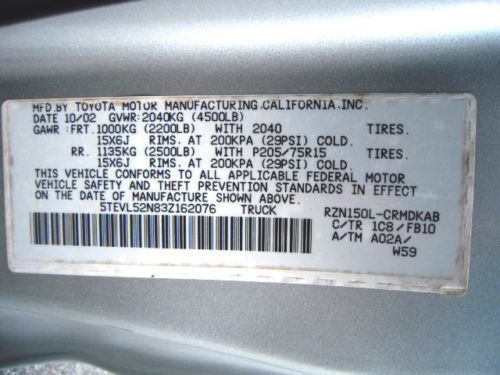 MFD.BY TOYOTA MOTOR MANUFACTURING.CALIFORNIA.INC.
DATE 10/02 GVWR:2040KG (4500LB)
GAWR :FRT.1000KG (2200LB) WITH 2040 TIRES.
15X6J RIMS. AT 200KPA (29PSI) COLD.
RR. 1135KG (2500LB) WITH P205/75R15 TIRES.
15X6J RIMS. AT 200KPA (29PSI) COLD.
THIS VEHICLE CONFORMS TO ALL APPLICABLE FEDERAL MOTOR
VEHICLE SAFETY AND THEFT PREVENTION STANDARDS IN EFFECT ON THE
DATE OF MANUFACTURE SHOWN ABOVE.
5TEVL52N83Z162076 TRUCK RZN150L-CRMDKAB
C/TR 1C8/FB10
A/TM A02A/
W59